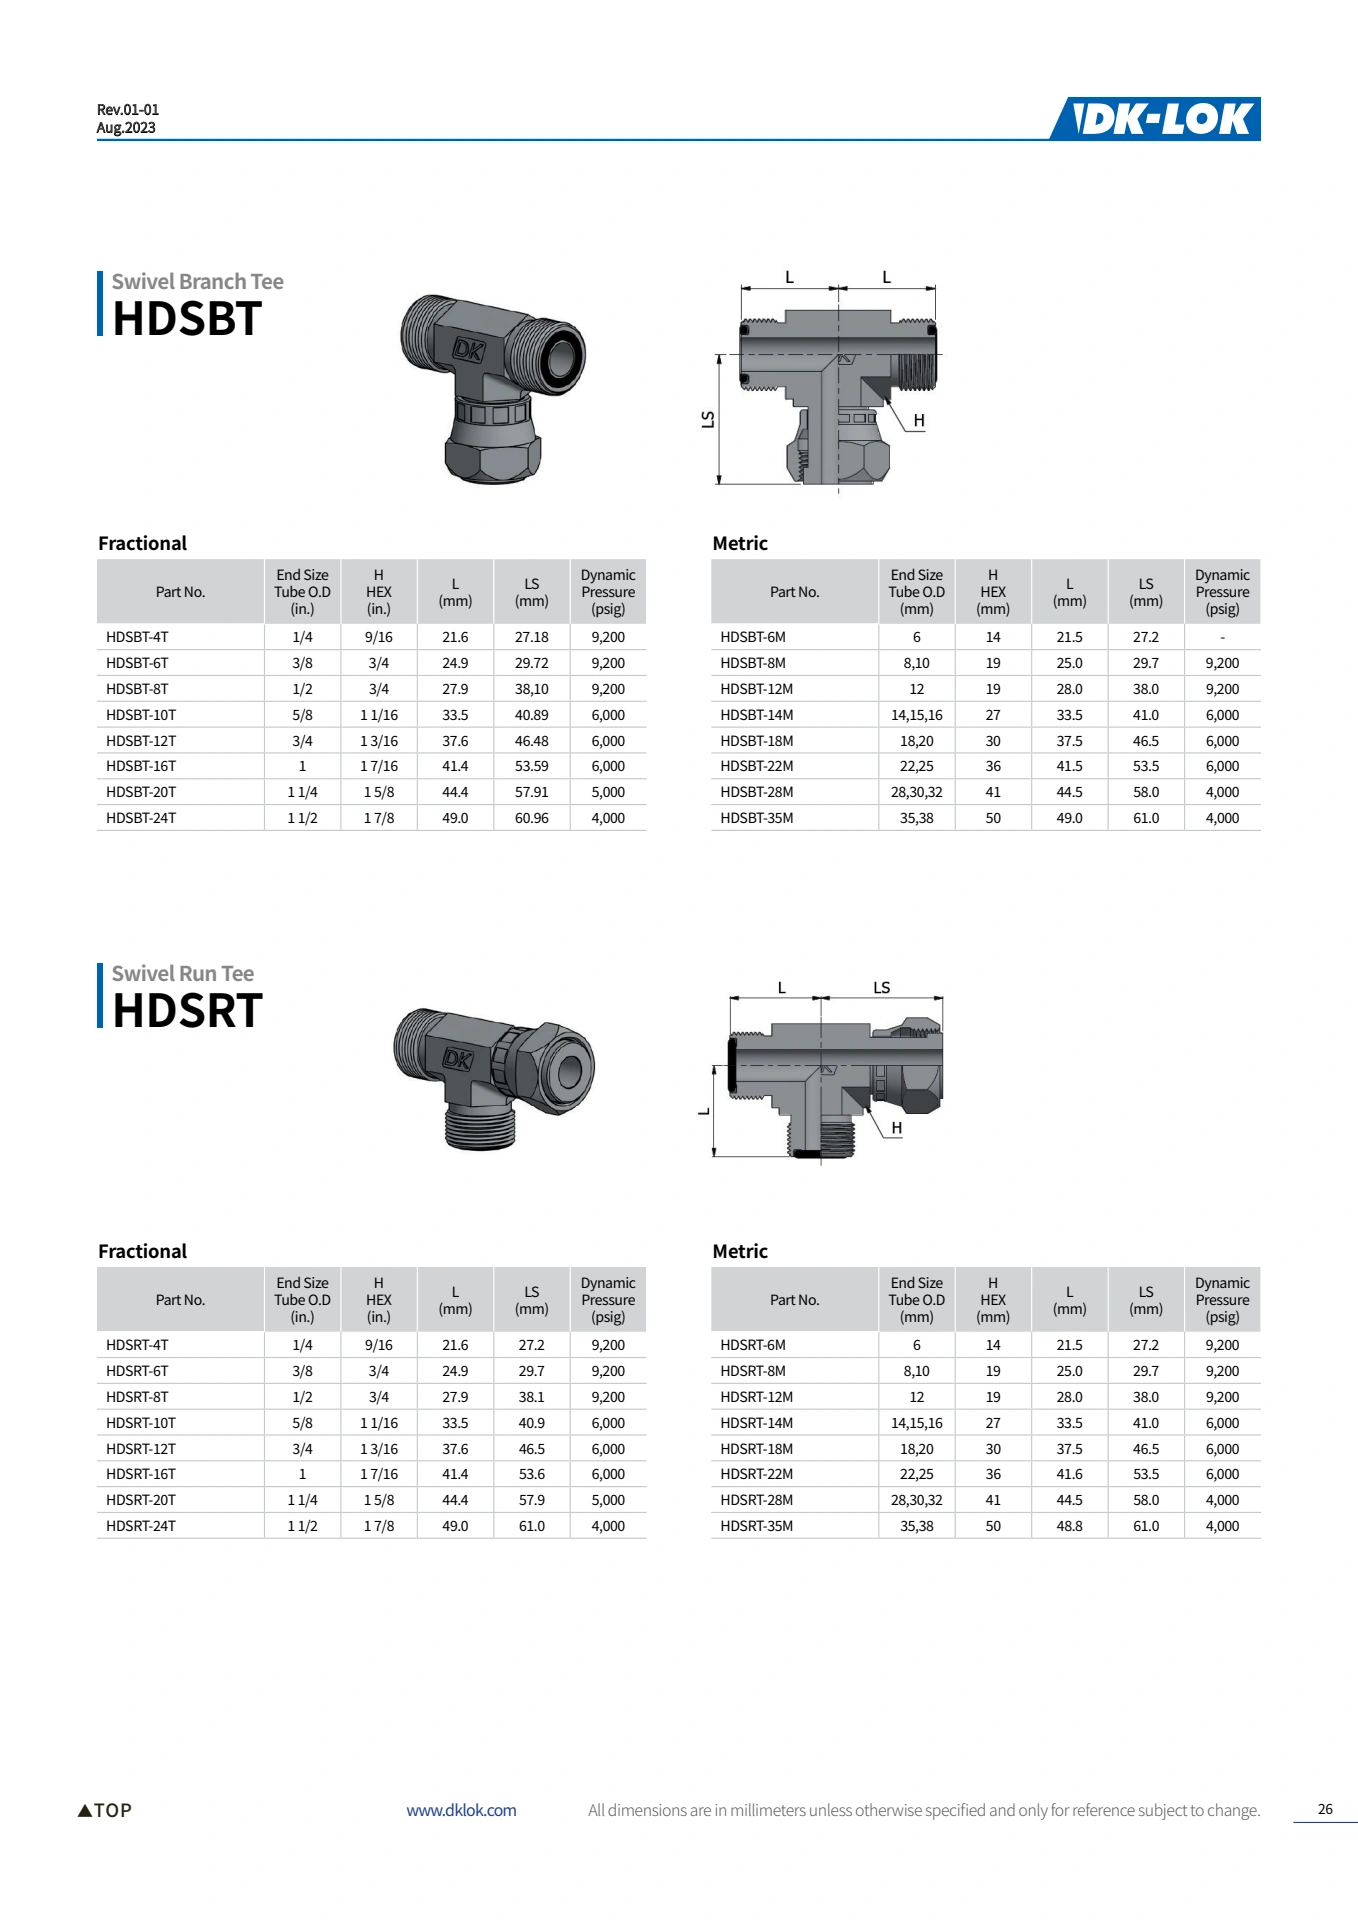 Rev.01-01
Aug.2023
DK-LOK
Swivel Branch Tee
HDSBT
DK
L L
LS
H
Fractional
Part No. End Size Tube O.D (in.) H HEX (in.) L (mm) LS (mm) Dynamic Pressure (psig)
HDSBT-4T 1/4 9/16 21.6 27.18 9,200
HDSBT-6T 3/8 3/4 24.9 29.72 9,200
HDSBT-8T 1/2 3/4 27.9 38,10 9,200
HDSBT-10T 5/8 1 1/16 33.5 40.89 6,000
HDSBT-12T 3/4 1 3/16 37.6 46.48 6,000
HDSBT-16T 1 1 7/16 41.4 53.59 6,000
HDSBT-20T 1 1/4 1 5/8 44.4 57.91 5,000
HDSBT-24T 1 1/2 1 7/8 49.0 60.96 4,000
Metric
Part No. End Size Tube O.D (mm) H HEX (mm) L (mm) LS (mm) Dynamic Pressure (psig)
HDSBT-6M 6 14 21.5 27.2 -
HDSBT-8M 8,10 19 25.0 29.7 9,200
HDSBT-12M 12 19 28.0 38.0 9,200
HDSBT-14M 14,15,16 27 33.5 41.0 6,000
HDSBT-18M 18,20 30 37.5 46.5 6,000
HDSBT-22M 22,25 36 41.5 53.5 6,000
HDSBT-28M 28,30,32 41 44.5 58.0 4,000
HDSBT-35M 35,38 50 49.0 61.0 4,000
Swivel Run Tee
HDSRT
DK
L LS
L
H
Fractional
Part No. End Size Tube O.D (in.) H HEX (in.) L (mm) LS (mm) Dynamic Pressure (psig)
HDSRT-4T 1/4 9/16 21.6 27.2 9,200
HDSRT-6T 3/8 3/4 24.9 29.7 9,200
HDSRT-8T 1/2 3/4 27.9 38.1 9,200
HDSRT-10T 5/8 1 1/16 33.5 40.9 6,000
HDSRT-12T 3/4 1 3/16 37.6 46.5 6,000
HDSRT-16T 1 1 7/16 41.4 53.6 6,000
HDSRT-20T 1 1/4 1 5/8 44.4 57.9 5,000
HDSRT-24T 1 1/2 1 7/8 49.0 61.0 4,000
Metric
Part No. End Size Tube O.D (mm) H HEX (mm) L (mm) LS (mm) Dynamic Pressure (psig)
HDSRT-6M 6 14 21.5 27.2 9,200
HDSRT-8M 8,10 19 25.0 29.7 9,200
HDSRT-12M 12 19 28.0 38.0 9,200
HDSRT-14M 14,15,16 27 33.5 41.0 6,000
HDSRT-18M 18,20 30 37.5 46.5 6,000
HDSRT-22M 22,25 36 41.6 53.5 6,000
HDSRT-28M 28,30,32 41 44.5 58.0 4,000
HDSRT-35M 35,38 50 48.8 61.0 4,000
▲TOP www.dklok.com All dimensions are in millimeters unless otherwise specified and only for reference subject to change. 26